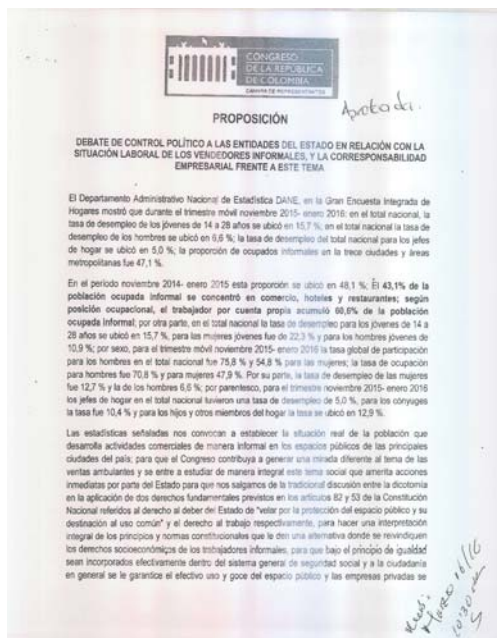 CONGRESO
DE LA REPÚBLICA
DE COLOMBIA
CÁMARA DE REPRESENTANTES
Aprobada.
PROPOSICIÓN
DEBATE DE CONTROL POLÍTICO A LAS ENTIDADES DEL ESTADO EN RELACIÓN CON LA
SITUACIÓN LABORAL DE LOS VENDEDORES INFORMALES, Y LA CORRESPONSABILIDAD
EMPRESARIAL FRENTE A ESTE TEMA
El Departamento Administrativo Nacional de Estadística DANE, en la Gran Encuesta Integrada de
Hogares mostró que durante el trimestre móvil noviembre 2015- enero 2016: en el total nacional, la
tasa de desempleo de los jóvenes de 14 a 28 años se ubicó en 15,7 %; en el total nacional la tasa de
desempleo de los hombres se ubicó en 6,6 %; la tasa de desempleo del total nacional para los jefes
de hogar se ubicó en 5,0 %; la proporción de ocupados informales en la trece ciudades y áreas
metropolitanas fue 47,1 %.
En el periodo noviembre 2014- enero 2015 esta proporción se ubicó en 48,1 %; El 43,1% de la
población ocupada informal se concentró en comercio, hoteles y restaurantes; según
posición ocupacional, el trabajador por cuenta propia acumuló 60,6% de la población
ocupada informal; por otra parte, en el total nacional la tasa de desempleo para los jóvenes de 14 a
28 años se ubicó en 15,7%, para las mujeres jóvenes fue de 22,3 % y para los hombres jóvenes de
10,9 %; por sexo, para el trimestre móvil noviembre 2015- enero 2016 la tasa global de participación
para los hombres en el total nacional fue 75,8 % y 54,8 % para las mujeres; la tasa de ocupación
para hombres fue 70,8 % y para mujeres 47,9 %. Por su parte, la tasa de desempleo de las mujeres
fue 12,7 % y la de los hombres 6,6 %; por parentesco, para el trimestre noviembre 2015- enero 2016
los jefes de hogar en el total nacional tuvieron una tasa de desempleo de 5,0 %, para los cónyuges
la tasa fue 10,4 % y para los hijos y otros miembros del hogar la tasa se ubicó en 12,9 %.
Las estadísticas señaladas nos convocan a establecer la situación real de la población que
desarrolla actividades comerciales de manera informal en los espacios públicos de las principales
ciudades del país; para que el Congreso contribuya a generar una mirada diferente al tema de las
ventas ambulantes y se entre a estudiar de manera integral este tema social que amerita acciones
inmediatas por parte del Estado para que nos salgamos de la tradicional discusión entre la dicotomía
en la aplicación de dos derechos fundamentales previstos en los artículos 82 y 53 de la Constitución
Nacional referidos al derecho al deber del Estado de "velar por la protección del espacio público y su
destinación al uso común" y el derecho al trabajo respectivamente, para hacer una interpretación
integral de los principios y normas constitucionales que le den una alternativa donde se reivindiquen
los derechos socioeconómicos de los trabajadores informales, para que bajo el principio de igualdad
sean incorporados efectivamente dentro del sistema general de seguridad social y a la ciudadanía
en general se le garantice el efectivo uso y goce del espacio público y las empresas privadas se
Marzo 16/16
10:30